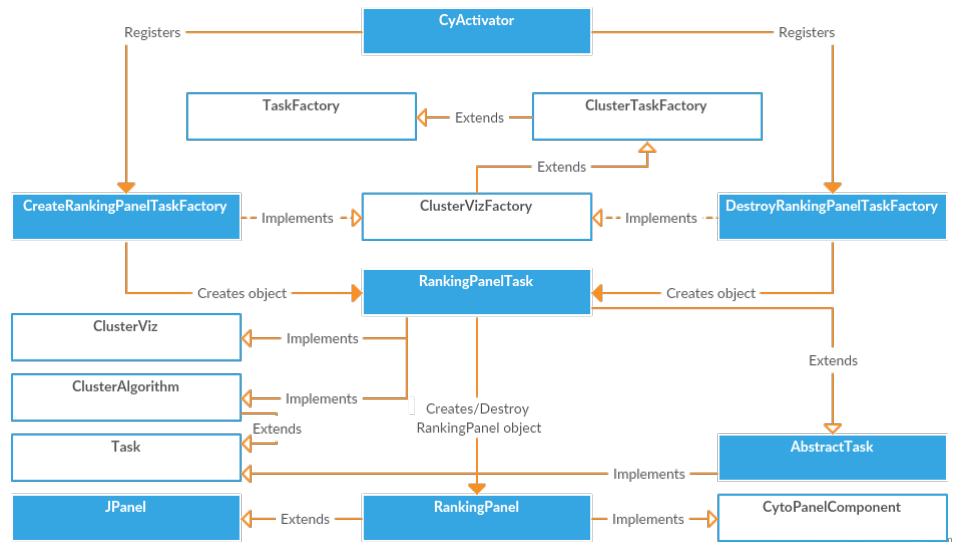 CyActivator
Registers
Registers
TaskFactory
Extends
ClusterTaskFactory
Extends
CreateRankingPanelTaskFactory
Implements
ClusterVizFactory
Implements
DestroyRankingPanelTaskFactory
RankingPanelTask
Creates object
Creates object
ClusterViz
Implements
Extends
ClusterAlgorithm
Implements
Creates/Destroy
RankingPanel object
Extends
Task
AbstractTask
Implements
JPanel
Extends
RankingPanel
Implements
CytoPanelComponent